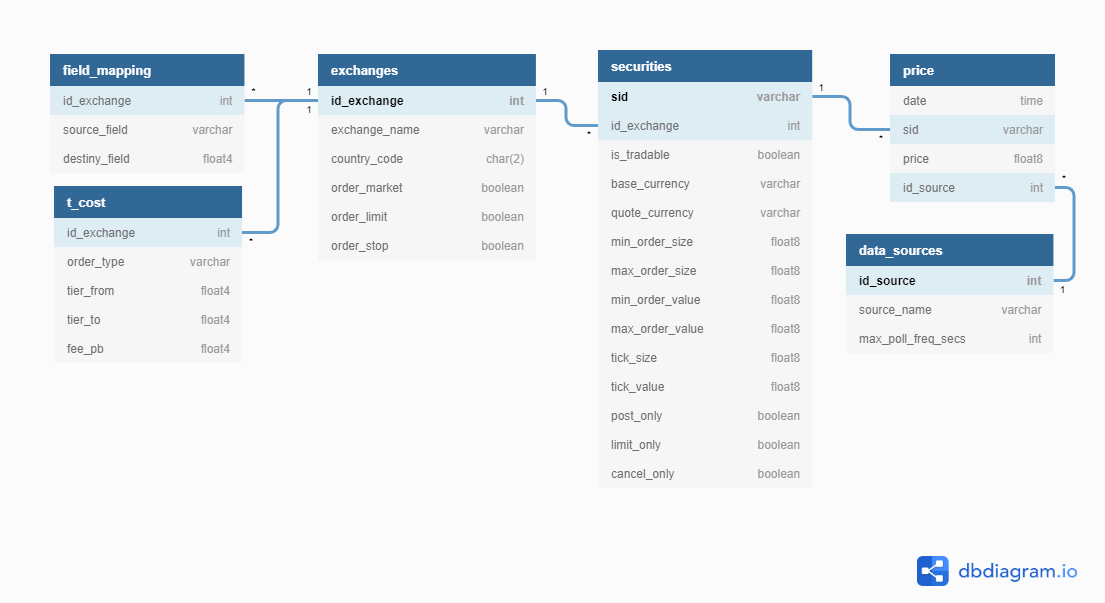 field_mapping
id_exchange int
source_field varchar
destiny_field float4
t_cost
id_exchange int
order_type varchar
tier_from float4
tier_to float4
fee_pb float4
exchanges
id_exchange int
exchange_name varchar
country_code char(2)
order_market boolean
order_limit boolean
order_stop boolean
securities
sid varchar
id_exchange int
is_tradable boolean
base_currency varchar
quote_currency varchar
min_order_size float8
max_order_size float8
min_order_value float8
max_order_value float8
tick_size float8
tick_value float8
post_only boolean
limit_only boolean
cancel_only boolean
price
date time
sid varchar
price float8
id_source int
data_sources
id_source int
source_name varchar
max_poll_freq_secs int
* 1
1
*
1
*
1
*
*
1
dbdiagram.io